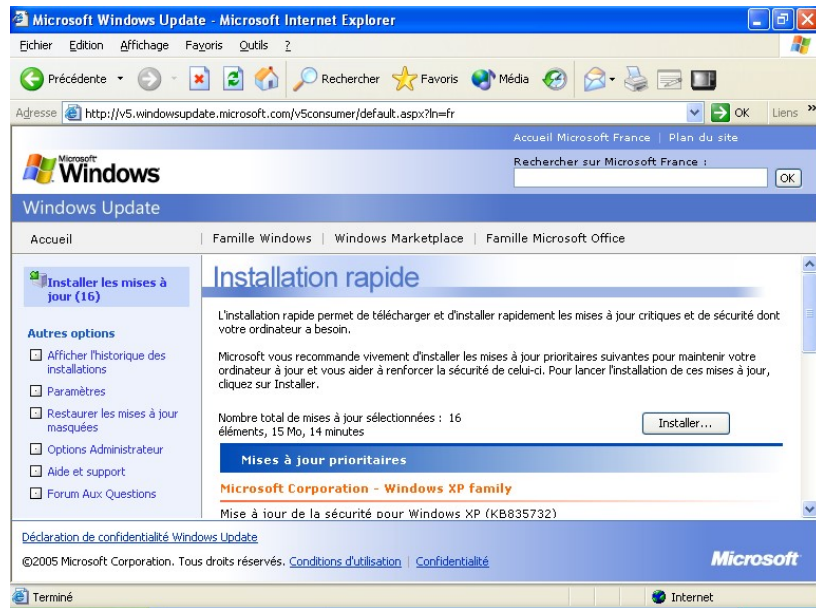 Microsoft Windows Update - Microsoft Internet Explorer
Fichier Edition Affichage Favoris Outils ?
Précédente Rechercher Favoris Média
Adresse http://v5.windowsupdate.microsoft.com/v5consumer/default.aspx?ln=fr OK Liens »
Accueil Microsoft France | Plan du site
Microsoft
Windows
Rechercher sur Microsoft France :
OK
Windows Update
Accueil | Famille Windows | Windows Marketplace | Famille Microsoft Office
Installer les mises à
jour (16)
Autres options
Afficher l'historique des
installations
Paramètres
Restaurer les mises à jour
masquées
Options Administrateur
Aide et support
Forum Aux Questions
Installation rapide
L'installation rapide permet de télécharger et d'installer rapidement les mises à jour critiques et de sécurité dont
votre ordinateur a besoin.
Microsoft vous recommande vivement d'installer les mises à jour prioritaires suivantes pour maintenir votre
ordinateur à jour et vous aider à renforcer la sécurité de celui-ci. Pour lancer l'installation de ces mises à jour,
cliquez sur Installer.
Nombre total de mises à jour sélectionnées : 16
éléments, 15 Mo, 14 minutes
Installer...
Mises à jour prioritaires
Microsoft Corporation - Windows XP family
Mise à jour de la sécurité pour Windows XP (KB835732)
Déclaration de confidentialité Windows Update
©2005 Microsoft Corporation. Tous droits réservés. Conditions d'utilisation | Confidentialité
Microsoft
Terminé Internet